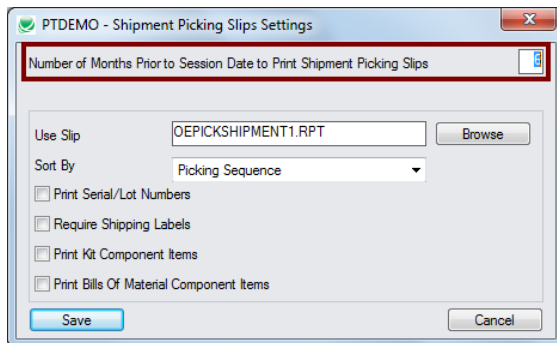 PTDEMO - Shipment Picking Slips Settings
Number of Months Prior to Session Date to Print Shipment Picking Slips
Use Slip OEPICKSHIPMENT1.RPT Browse
Sort By Picking Sequence
Print Serial/Lot Numbers
Require Shipping Labels
Print Kit Component Items
Print Bills Of Material Component Items
Save Cancel